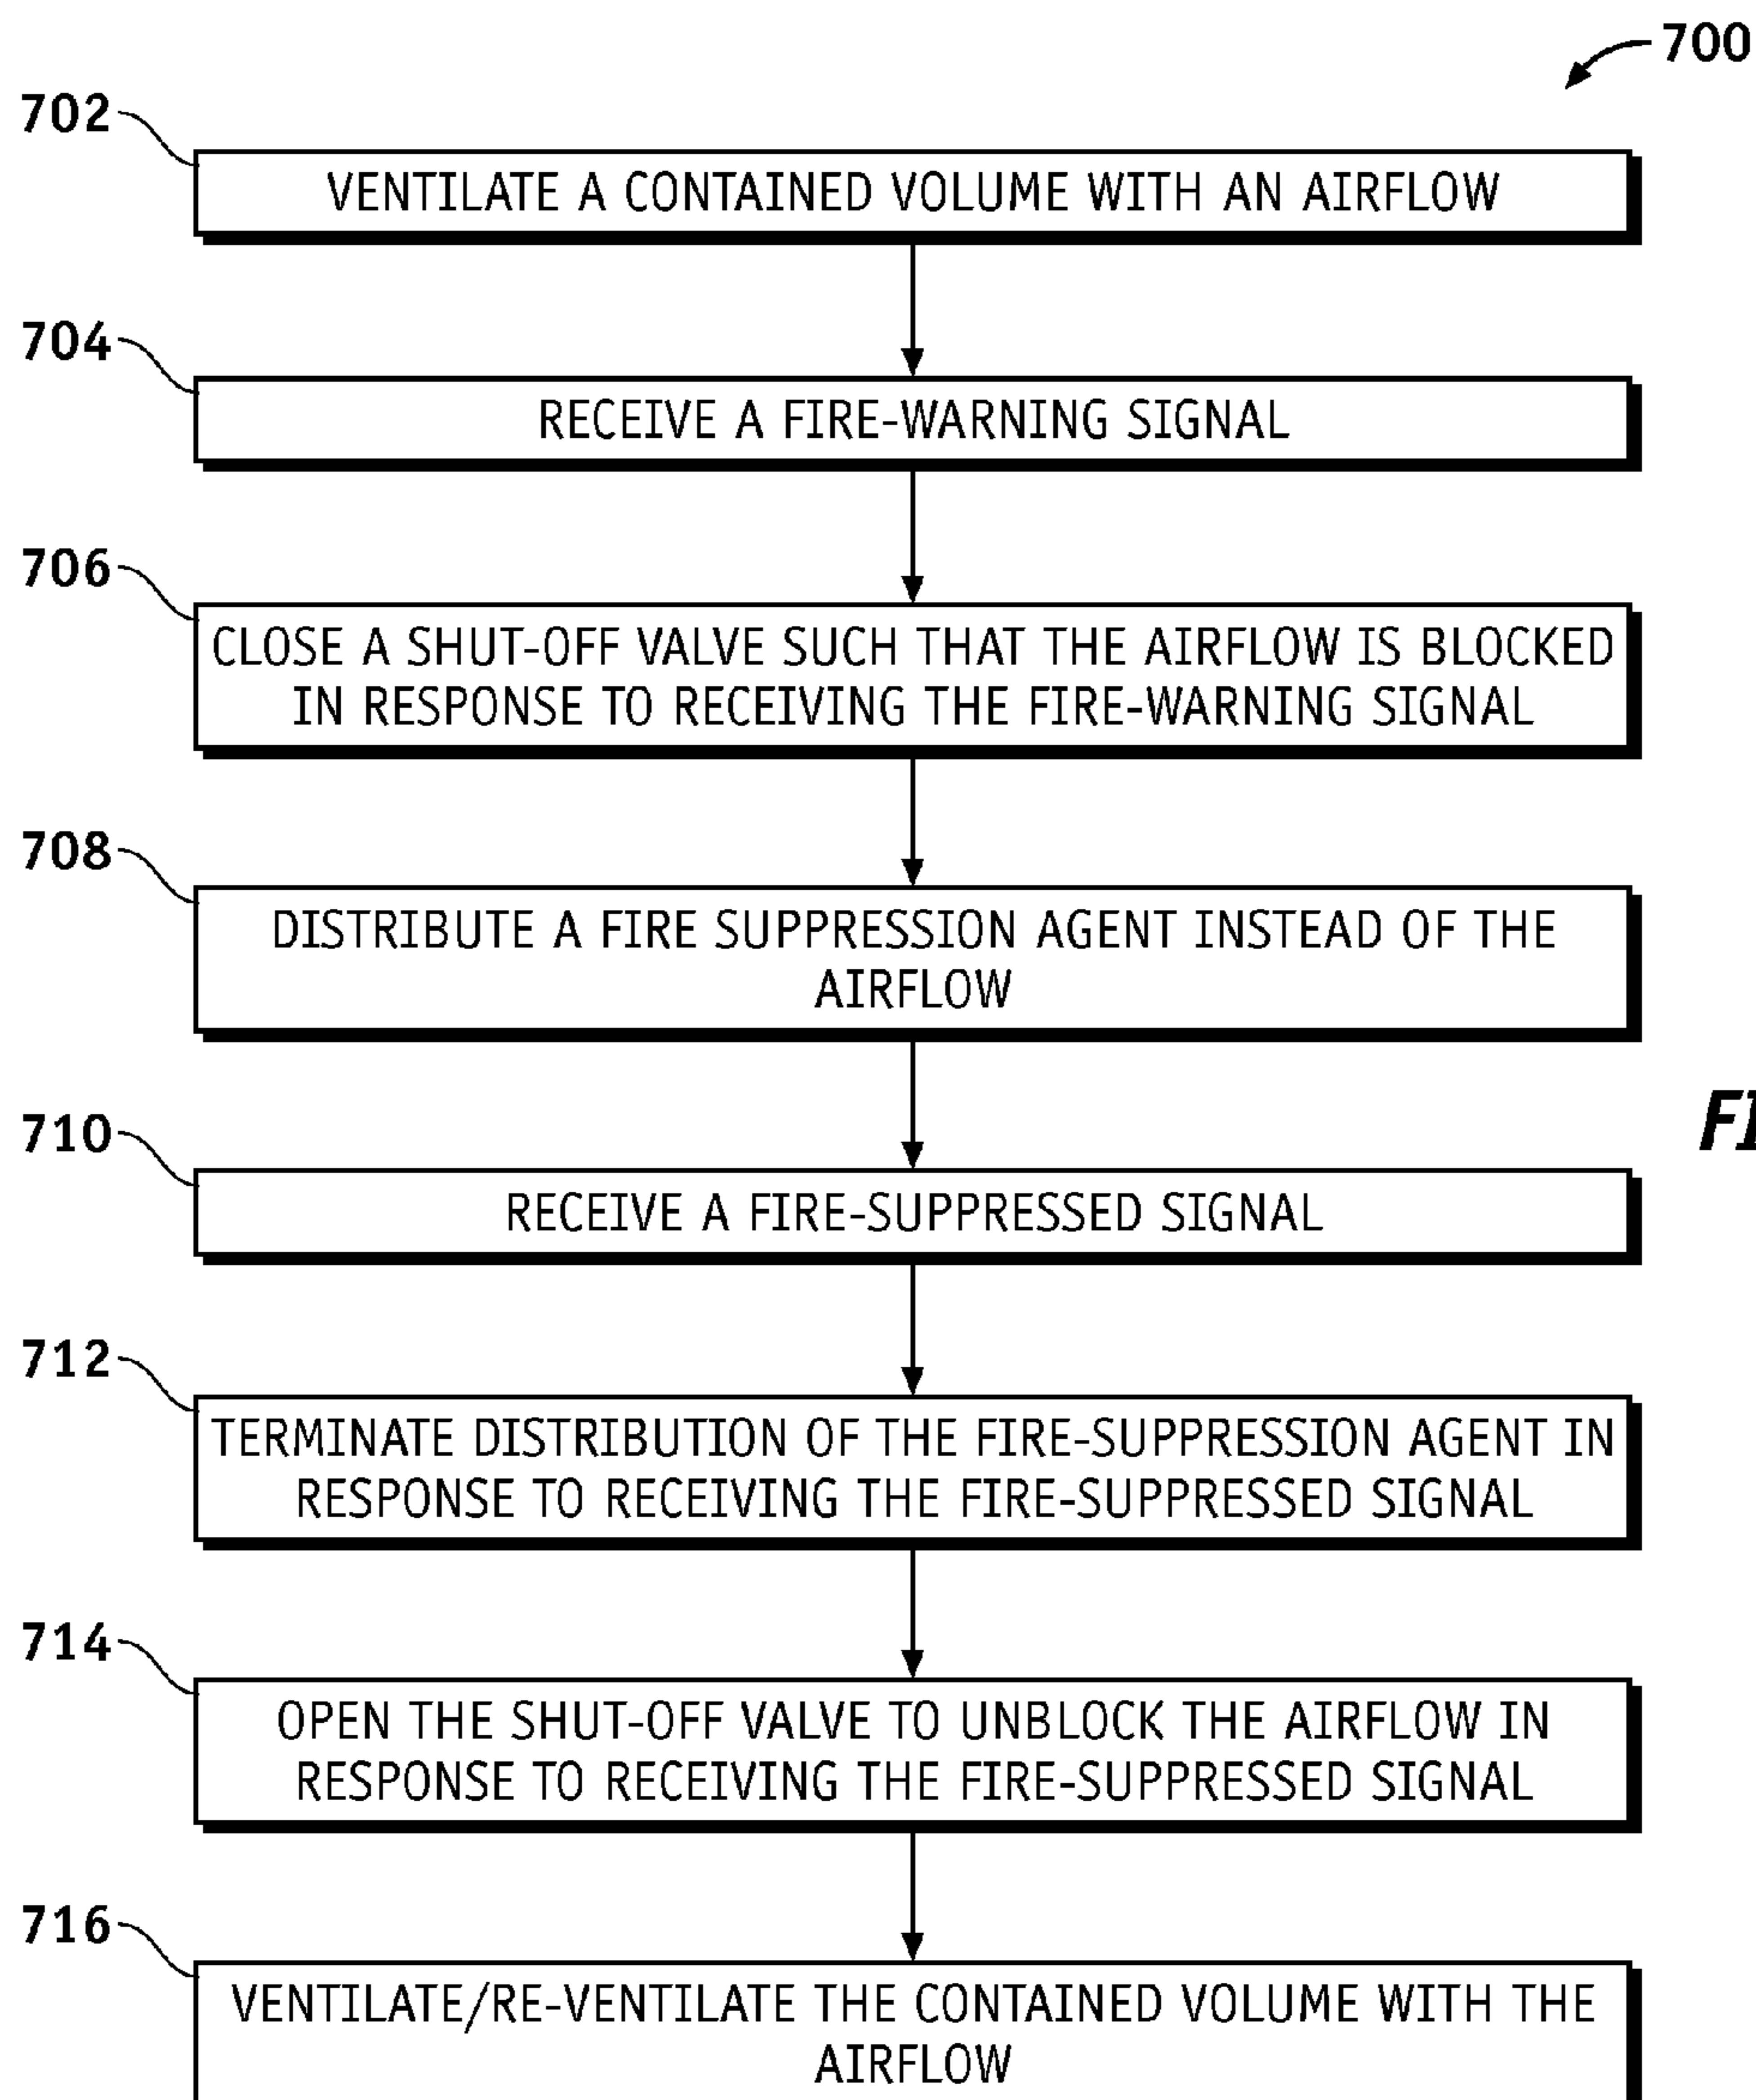 700
702
VENTILATE A CONTAINED VOLUME WITH AN AIRFLOW
704
RECEIVE A FIRE-WARNING SIGNAL
706
CLOSE A SHUT-OFF VALVE SUCH THAT THE AIRFLOW IS BLOCKED
IN RESPONSE TO RECEIVING THE FIRE-WARNING SIGNAL
708
DISTRIBUTE A FIRE SUPPRESSION AGENT INSTEAD OF THE
AIRFLOW
710
RECEIVE A FIRE-SUPPRESSED SIGNAL
712
TERMINATE DISTRIBUTION OF THE FIRE-SUPPRESSION AGENT IN
RESPONSE TO RECEIVING THE FIRE-SUPPRESSED SIGNAL
714
OPEN THE SHUT-OFF VALVE TO UNBLOCK THE AIRFLOW IN
RESPONSE TO RECEIVING THE FIRE-SUPPRESSED SIGNAL
716
VENTILATE/RE-VENTILATE THE CONTAINED VOLUME WITH THE
AIRFLOW